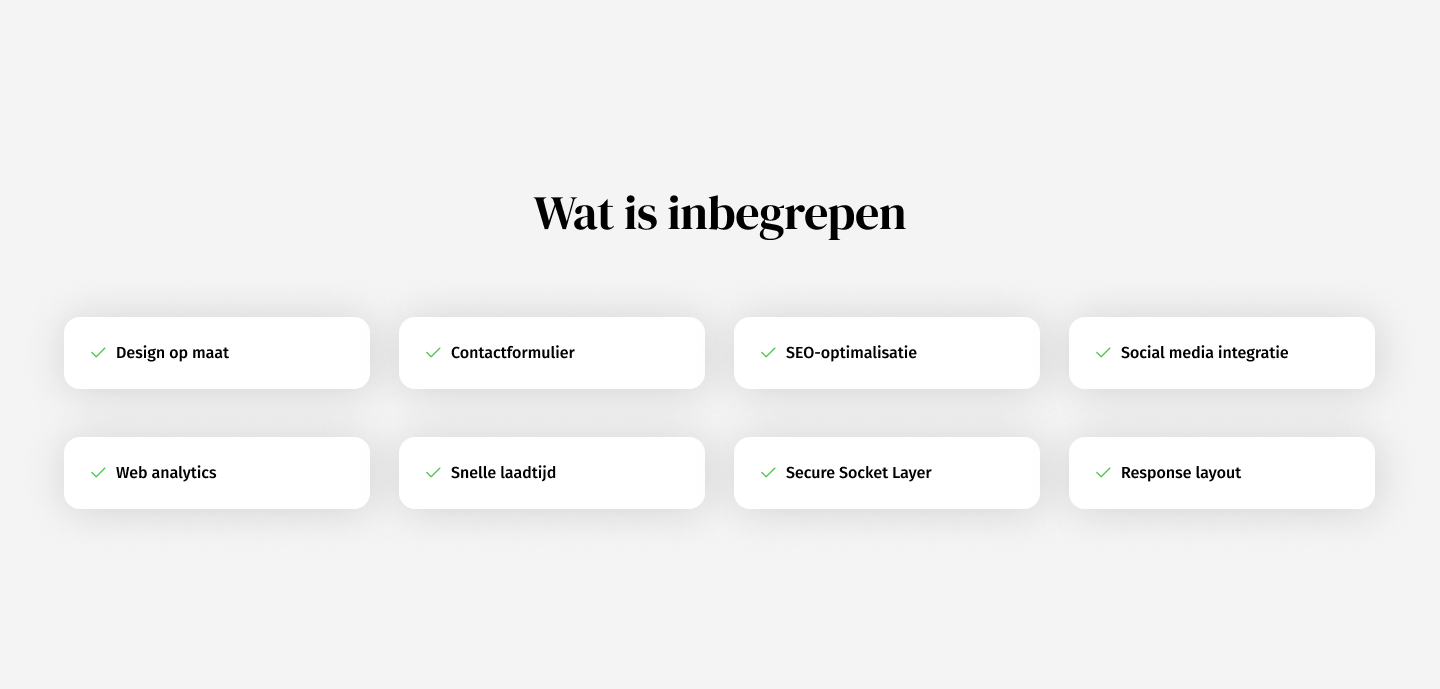 Wat is inbegrepen
Design op maat
Contactformulier
SEO-optimalisatie
Social media integratie
Web analytics
Snelle laadtijd
Secure Socket Layer
Response layout